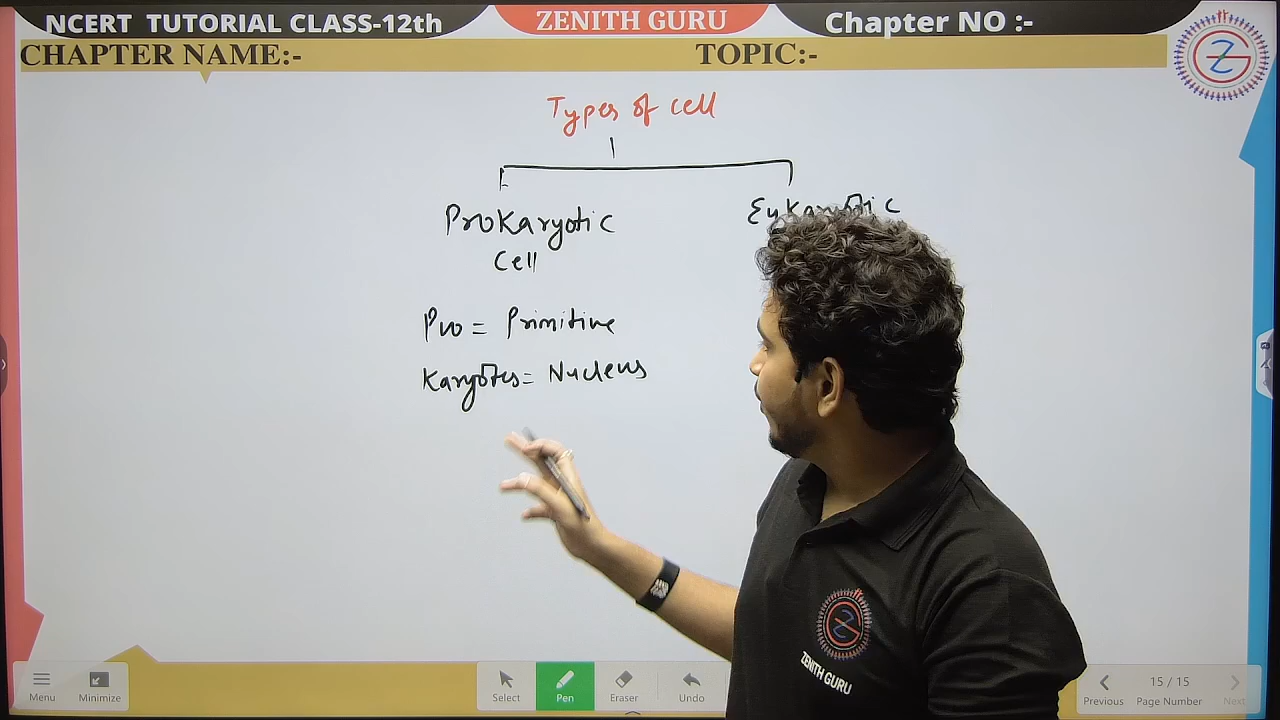 NCERT TUTORIAL CLASS-12th
ZENITH GURU
Chapter NO :-
CHAPTER NAME:-
TOPIC:-
Types of cell
Prokaryotic
Cell
Eukaryotic
Pro = Primitive
Karyotes = Nucleus
ZENITH GURU
Menu
Minimize
Select
Pen
Eraser
Undo
Previous
15 / 15
Page Number
Next